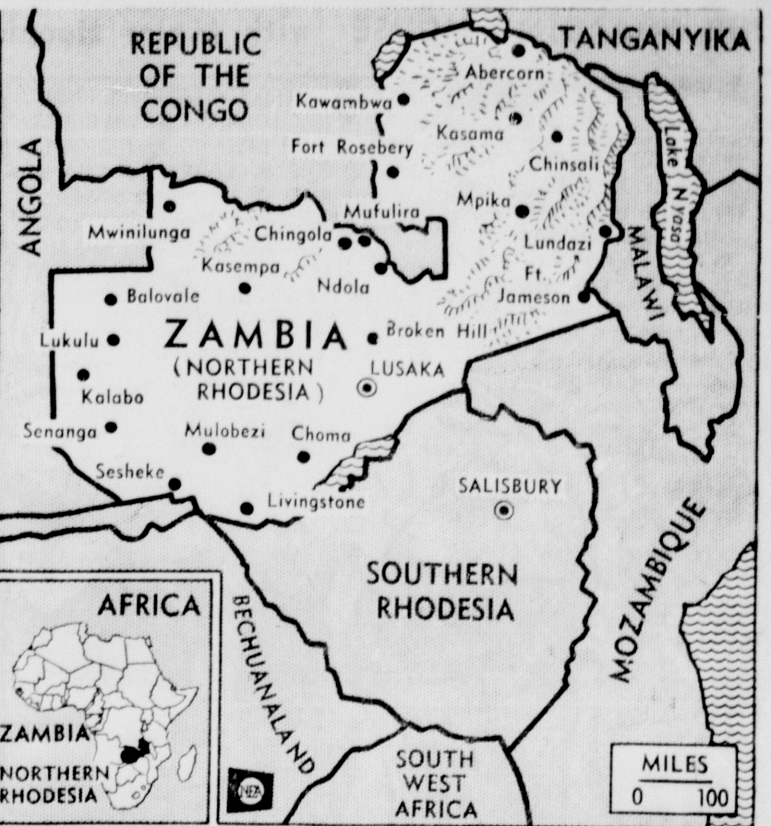 REPUBLIC
OF THE
CONGO
TANGANYIKA
ANGOLA
Abercorn
Kawambwa
Kasama
Fort Rosebery
Chinsali
Lake Nyasa
Mpika
Mufulira
Mwinilunga
Chingola
Lundazi
MALAWI
Kasempa
Ndola
Ft.
Jameson
Balovale
ZAMBIA
Broken Hill
Lukulu
(NORTHERN
RHODESIA)
LUSAKA
Kalabo
Senanga
Mulobezi
Choma
Sesheke
Livingstone
SALISBURY
SOUTHERN
RHODESIA
MOZAMBIQUE
BECHUANALAND
SOUTH
WEST
AFRICA
AFRICA
ZAMBIA
NORTHERN
RHODESIA
NEA
MILES
0 100